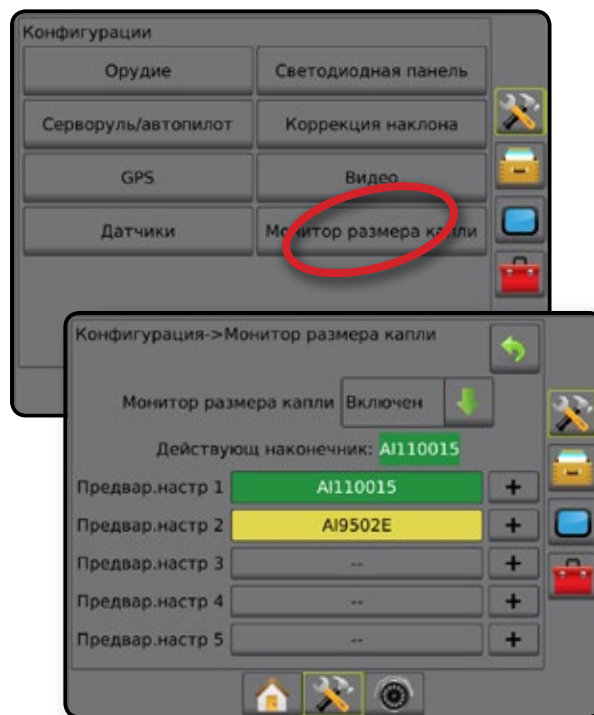 Конфигурации
Орудие
Светодиодная панель
Серворуль/автопилот
Коррекция наклона
GPS
Видео
Датчики
Монитор размера капли
Конфигурация->Монитор размера капли
Монитор размера капли Включен
Действующ наконечник: AI110015
Предвар.настр 1 AI110015 +
Предвар.настр 2 AI9502E +
Предвар.настр 3 -- +
Предвар.настр 4 -- +
Предвар.настр 5 -- +